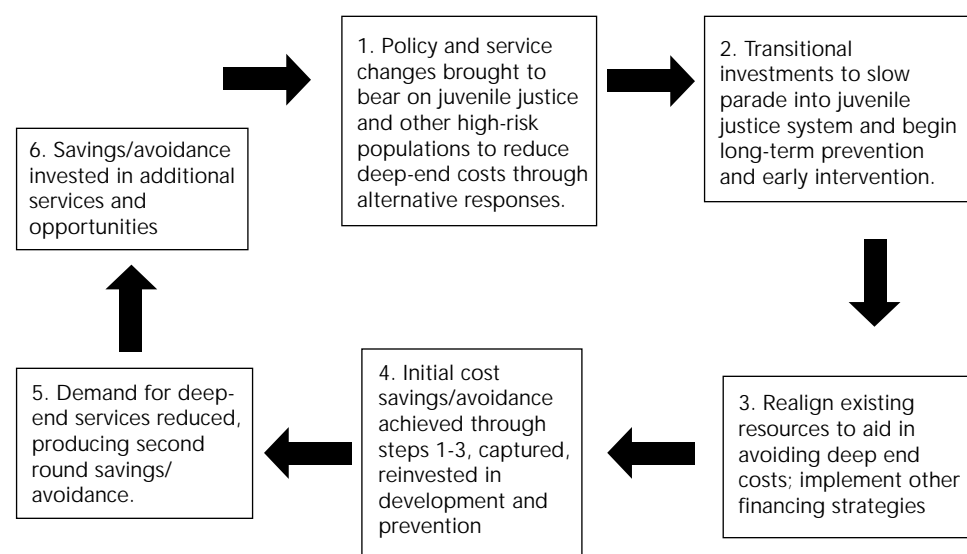 1. Policy and service
changes brought to
bear on juvenile justice
and other high-risk
populations to reduce
deep-end costs through
alternative responses.
2. Transitional
investments to slow
parade into juvenile
justice system and begin
long-term prevention
and early intervention.
3. Realign existing
resources to aid in
avoiding deep end
costs; implement other
financing strategies
4. Initial cost
savings/avoidance
achieved through
steps 1-3, captured,
reinvested in
development and
prevention
5. Demand for deep-
end services reduced,
producing second
round savings/
avoidance.
6. Savings/avoidance
invested in additional
services and
opportunities